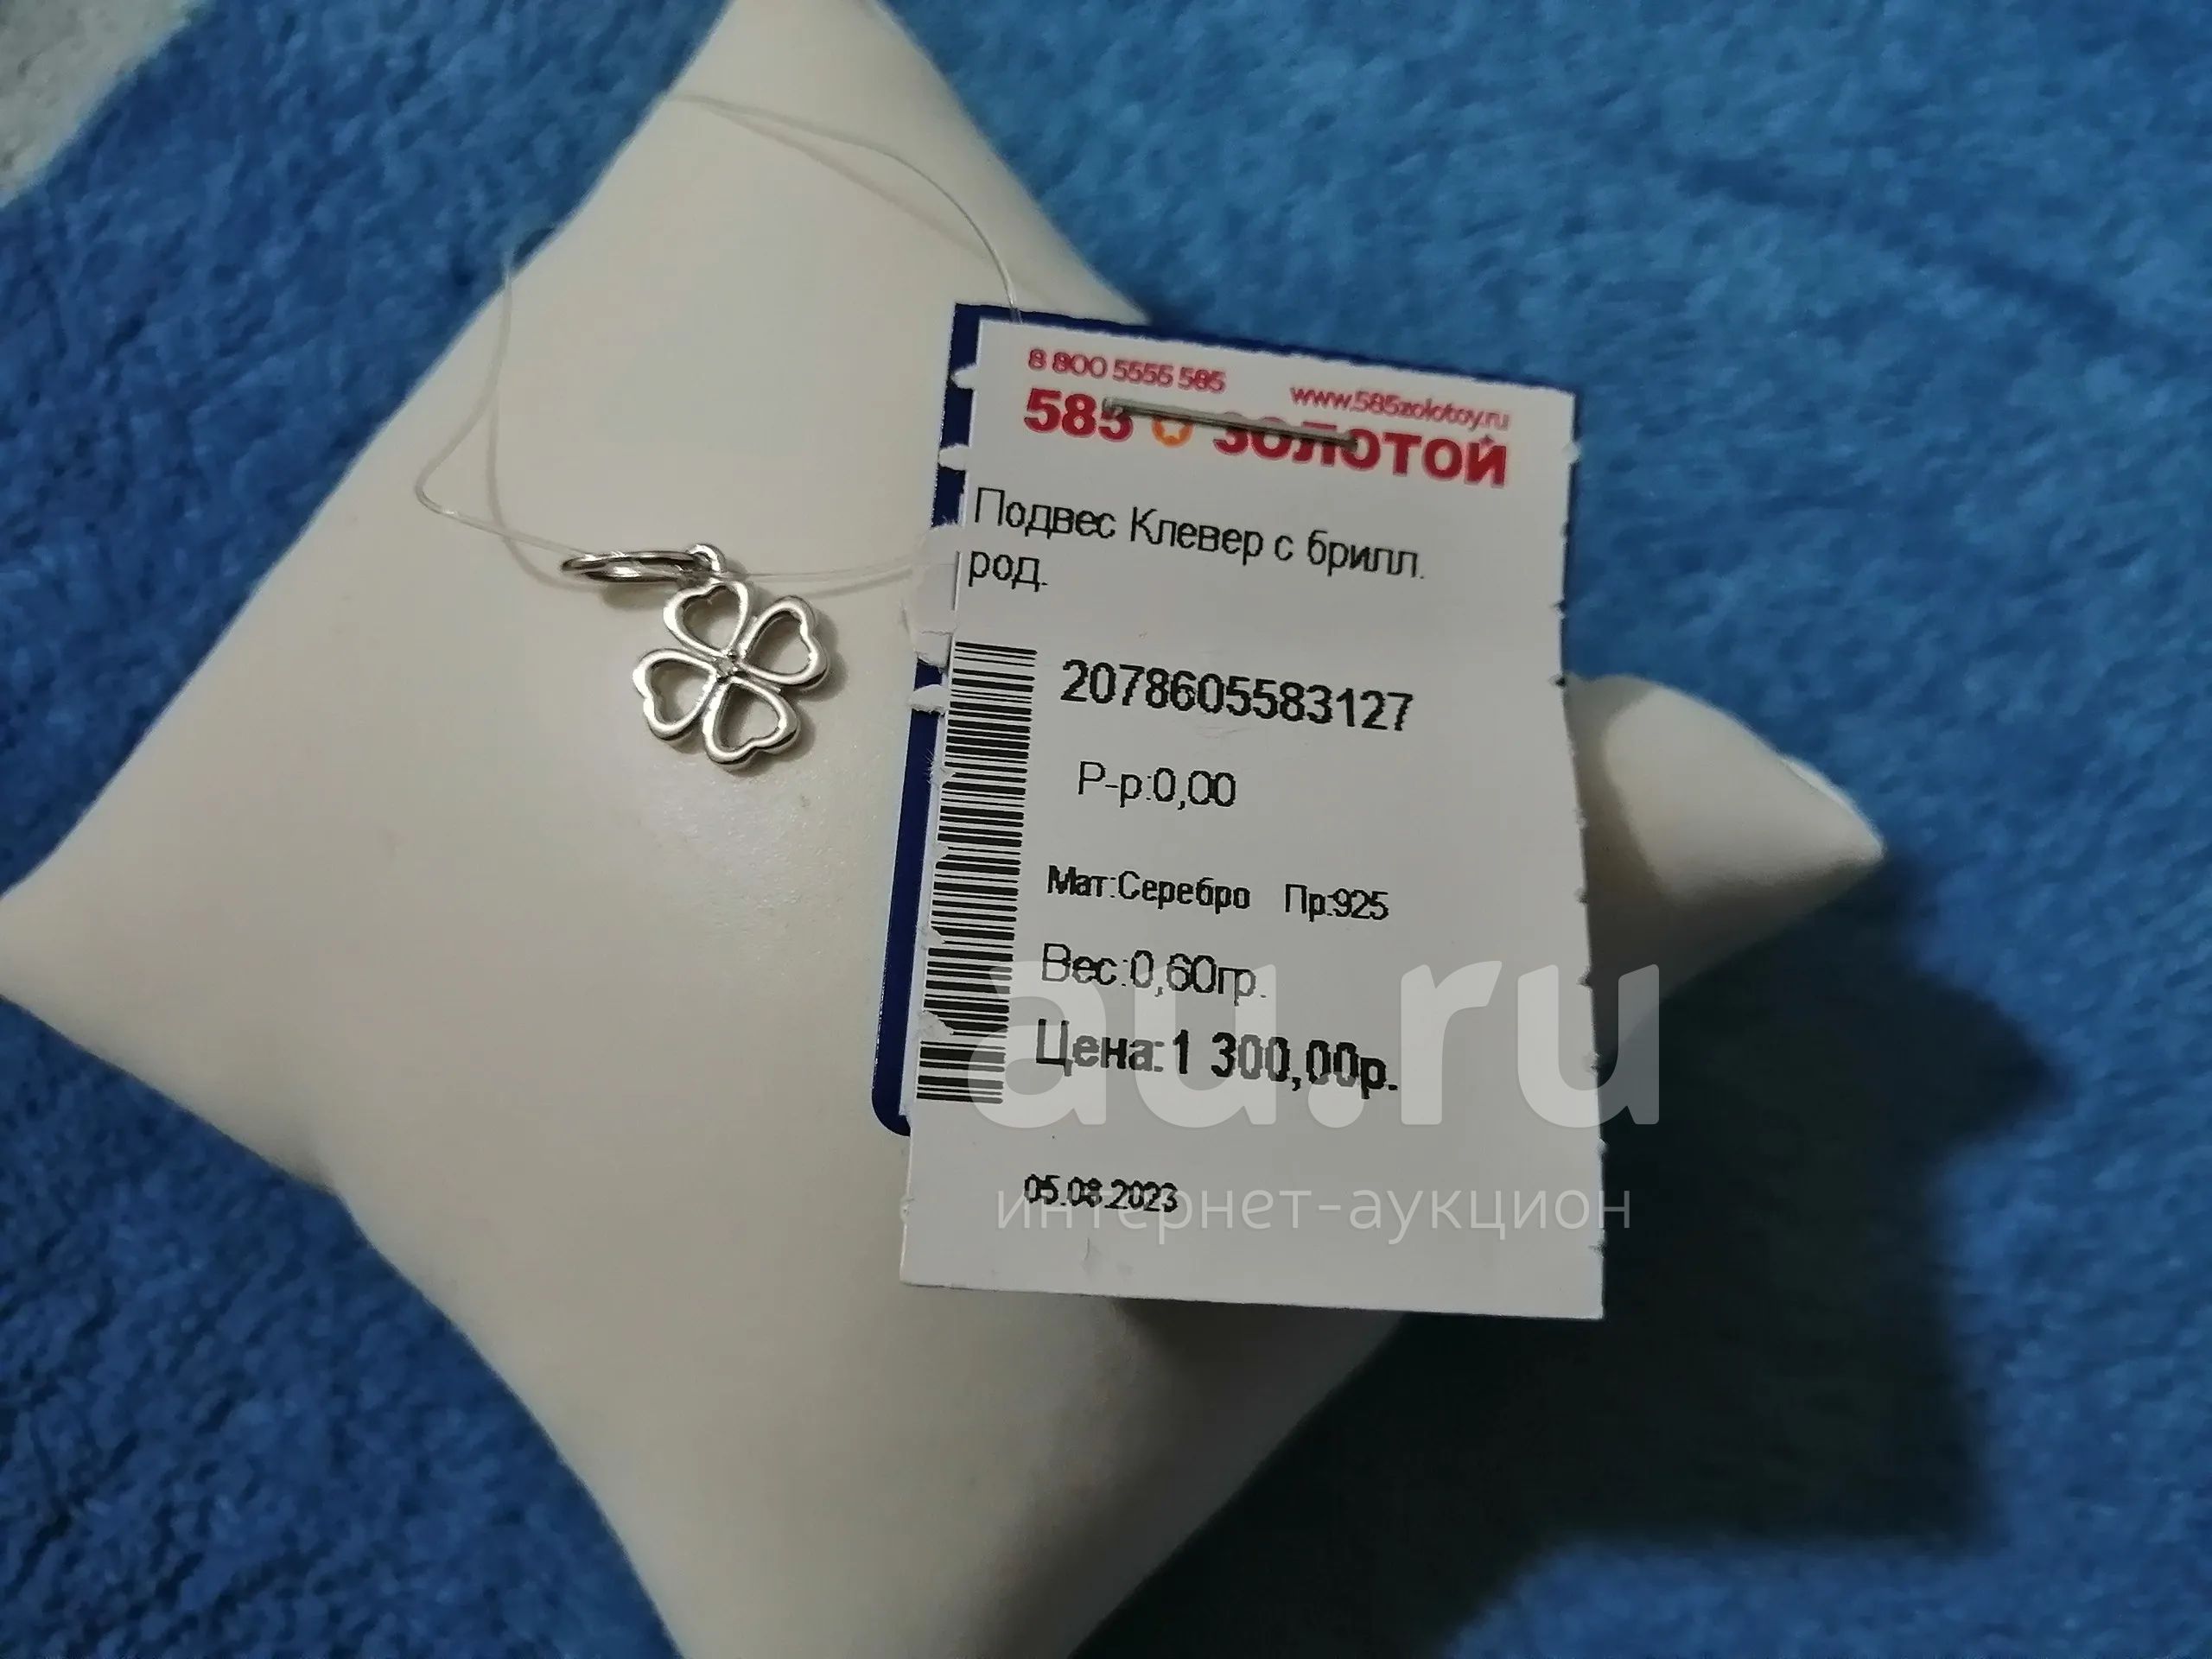 8 800 5555 585
www.585zolotoy.ru
585 ЗОЛОТОЙ
Подвес Клевер с брилл.
род.
2078605583127
Р-р:0,00
Мат:Серебро Пр:925
Вес:0,60гр.
Цена:1 300,00р.
05.08.2023
au.ru
интернет-аукцион